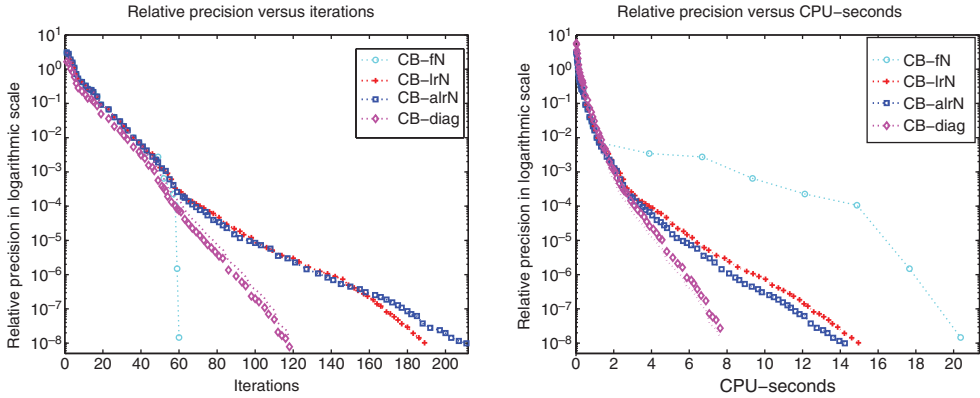 Relative precision versus iterations
Relative precision in logarithmic scale
10^1
10^0
10^-1
10^-2
10^-3
10^-4
10^-5
10^-6
10^-7
10^-8
CB-fN
CB-lrN
CB-alrN
CB-diag
0 20 40 60 80 100 120 140 160 180 200
Iterations
Relative precision versus CPU-seconds
Relative precision in logarithmic scale
10^1
10^0
10^-1
10^-2
10^-3
10^-4
10^-5
10^-6
10^-7
10^-8
CB-fN
CB-lrN
CB-alrN
CB-diag
0 2 4 6 8 10 12 14 16 18 20
CPU-seconds